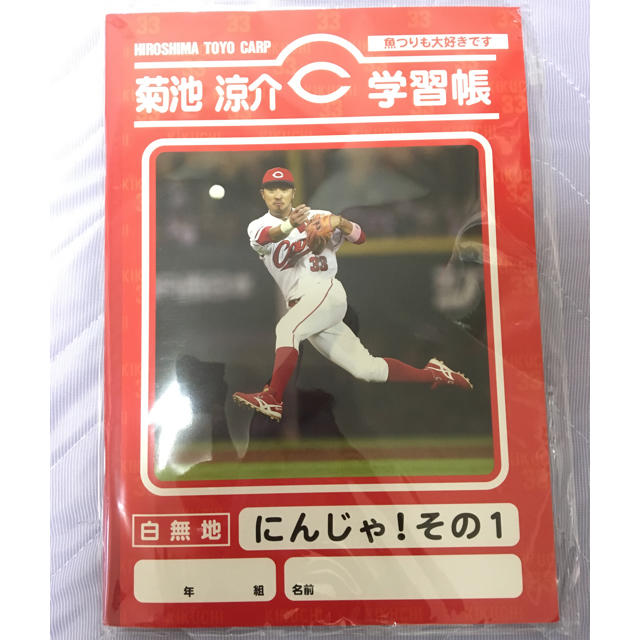 HIROSHIMA TOYO CARP
魚つりも大好きです
菊池 涼介 C 学習帳
Carp
33
白無地
にんじゃ！その1
年 組 名前